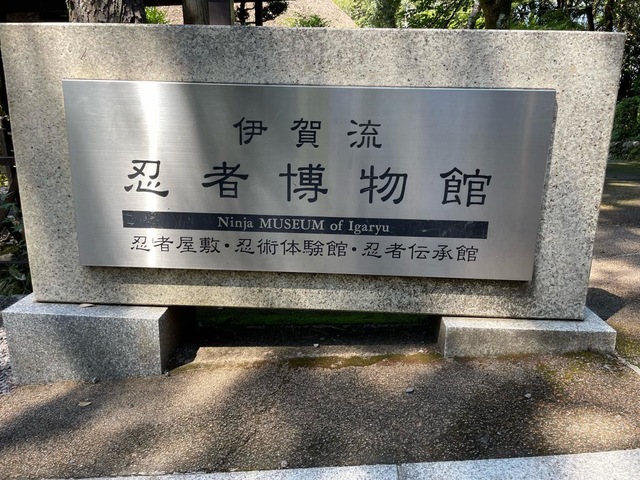 伊賀流
忍者博物館
Ninja MUSEUM of Igaryu
忍者屋敷・忍術体験館・忍者伝承館